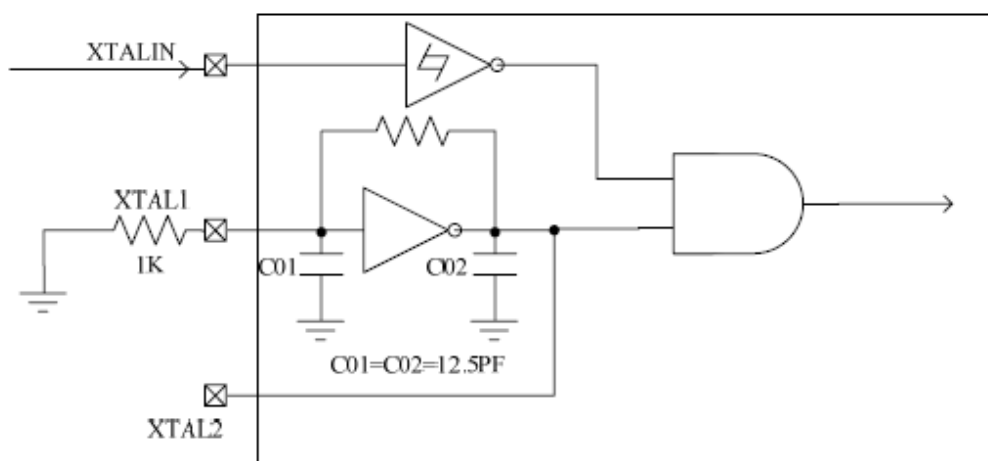 XTALIN
XTAL1
1K
C01
C02
C01=C02=12.5PF
XTAL2